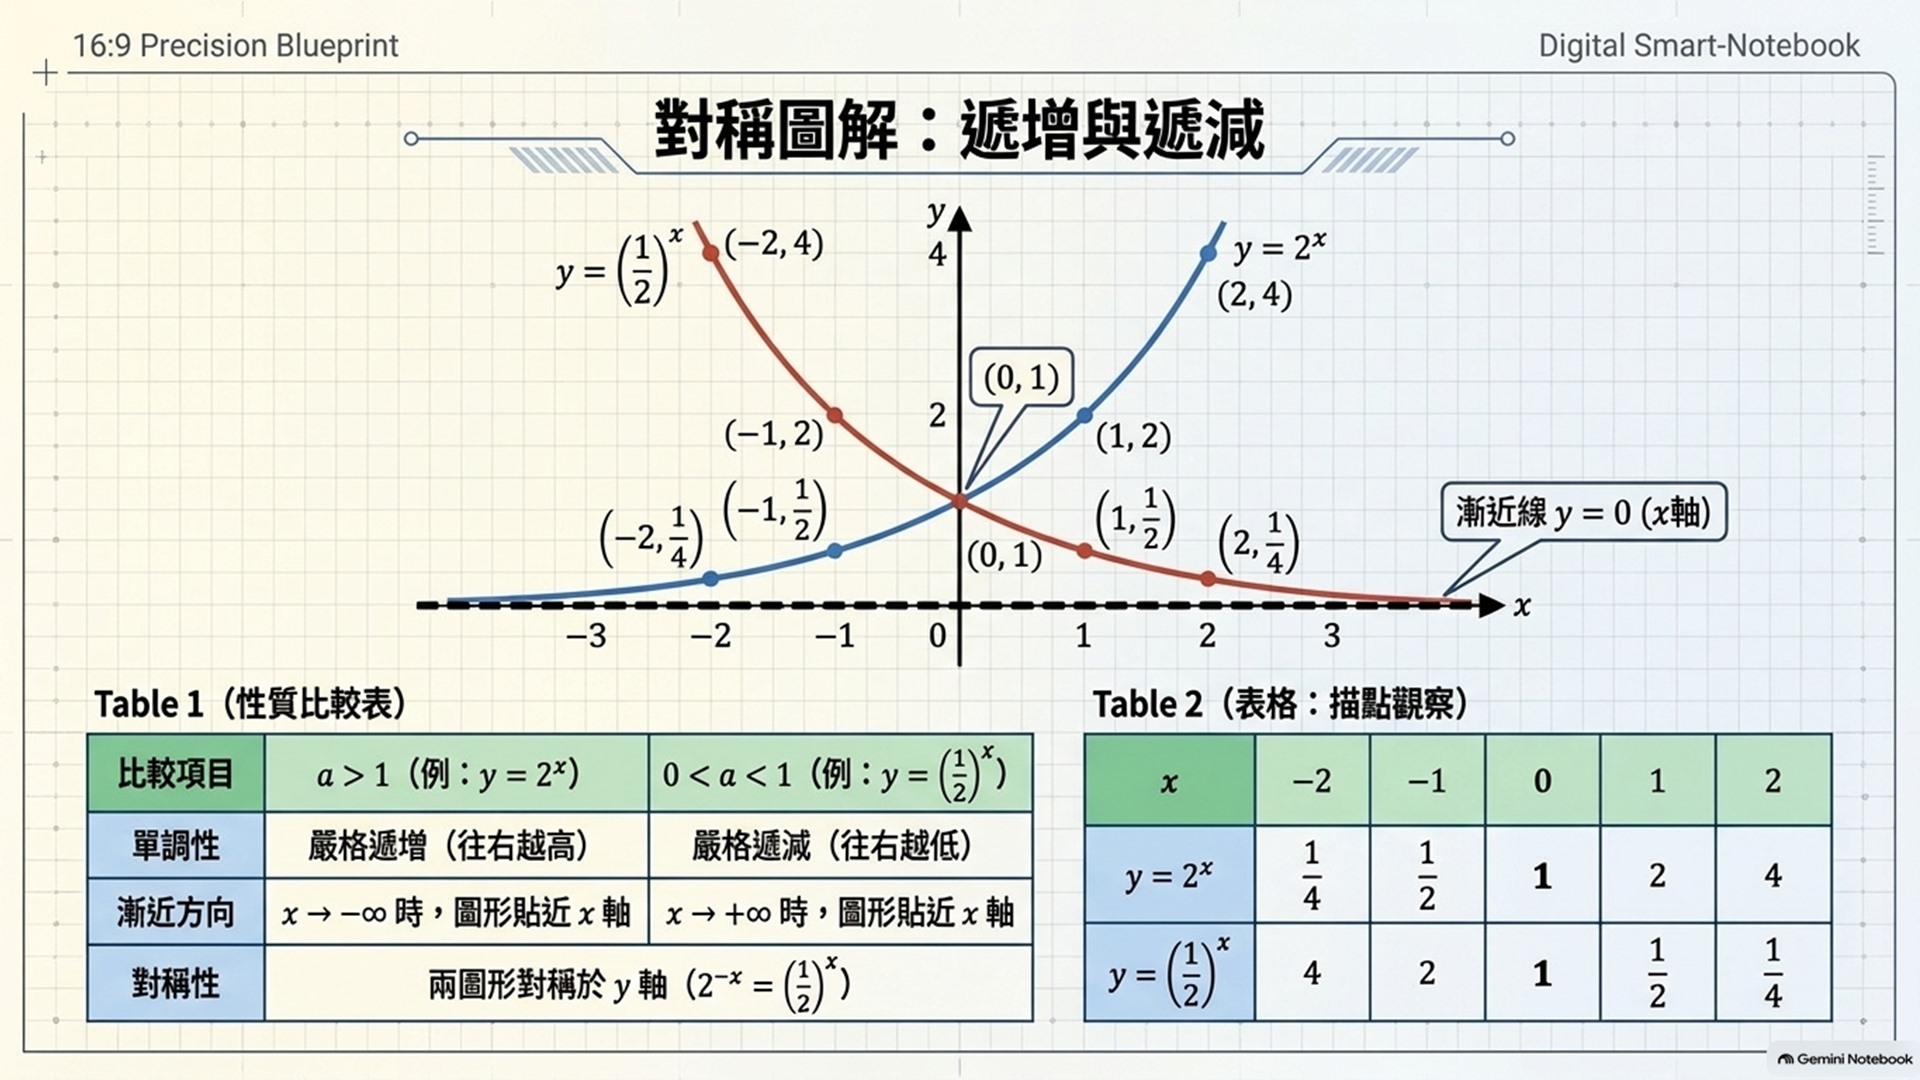 16:9 Precision Blueprint
Digital Smart-Notebook
對稱圖解：遞增與遞減
y
4
2
y = (1/2)^x
(−2, 4)
y = 2^x
(2, 4)
(0, 1)
(−1, 2)
(1, 2)
(−2, 1/4)
(−1, 1/2)
(0, 1)
(1, 1/2)
(2, 1/4)
漸近線 y = 0 (x軸)
x
−3 −2 −1 0 1 2 3
Table 1（性質比較表）
比較項目 a > 1（例：y = 2^x） 0 < a < 1（例：y = (1/2)^x）
單調性 嚴格遞增（往右越高） 嚴格遞減（往右越低）
漸近方向 x → −∞ 時，圖形貼近 x 軸 x → +∞ 時，圖形貼近 x 軸
對稱性 兩圖形對稱於 y 軸（2^−x = (1/2)^x）
Table 2（表格：描點觀察）
x −2 −1 0 1 2
y = 2^x 1/4 1/2 1 2 4
y = (1/2)^x 4 2 1 1/2 1/4
Gemini Notebook